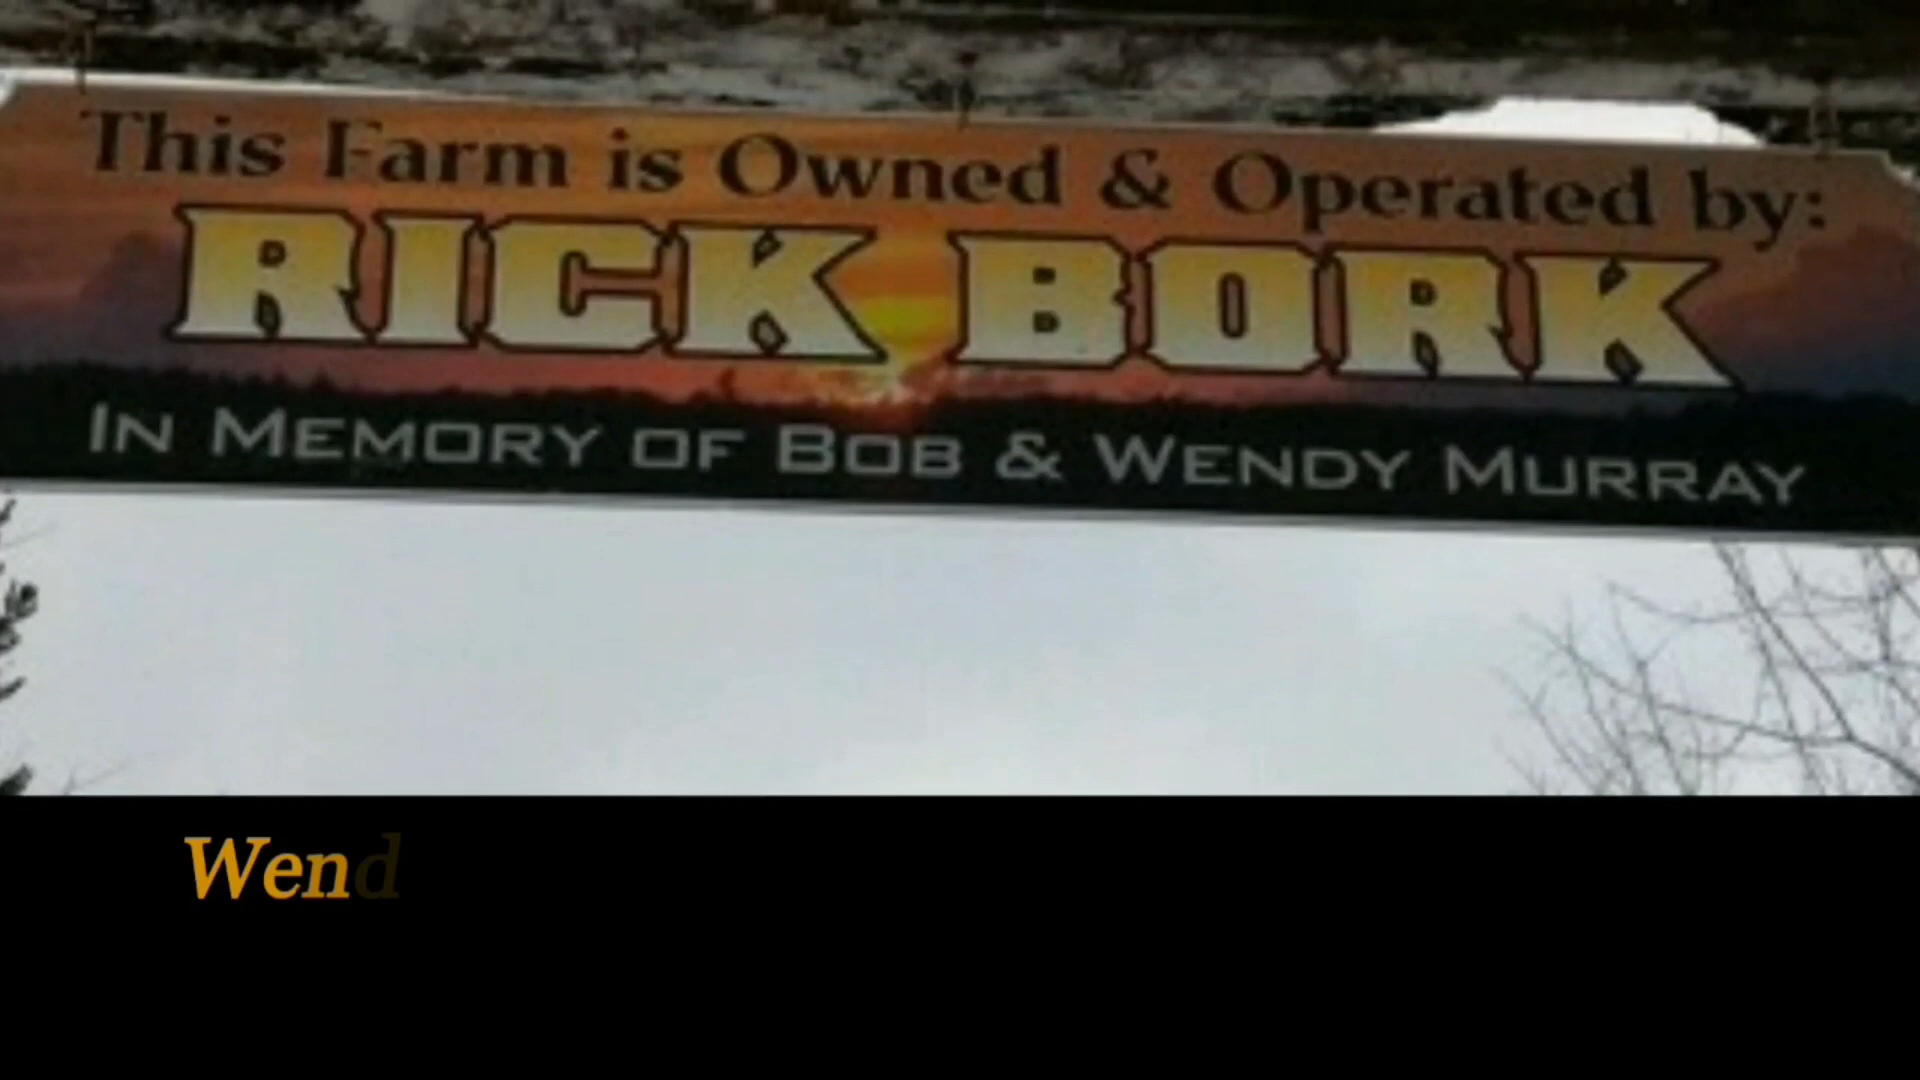 This Farm is Owned & Operated by:
RICK BORK
IN MEMORY OF BOB & WENDY MURRAY
Wend